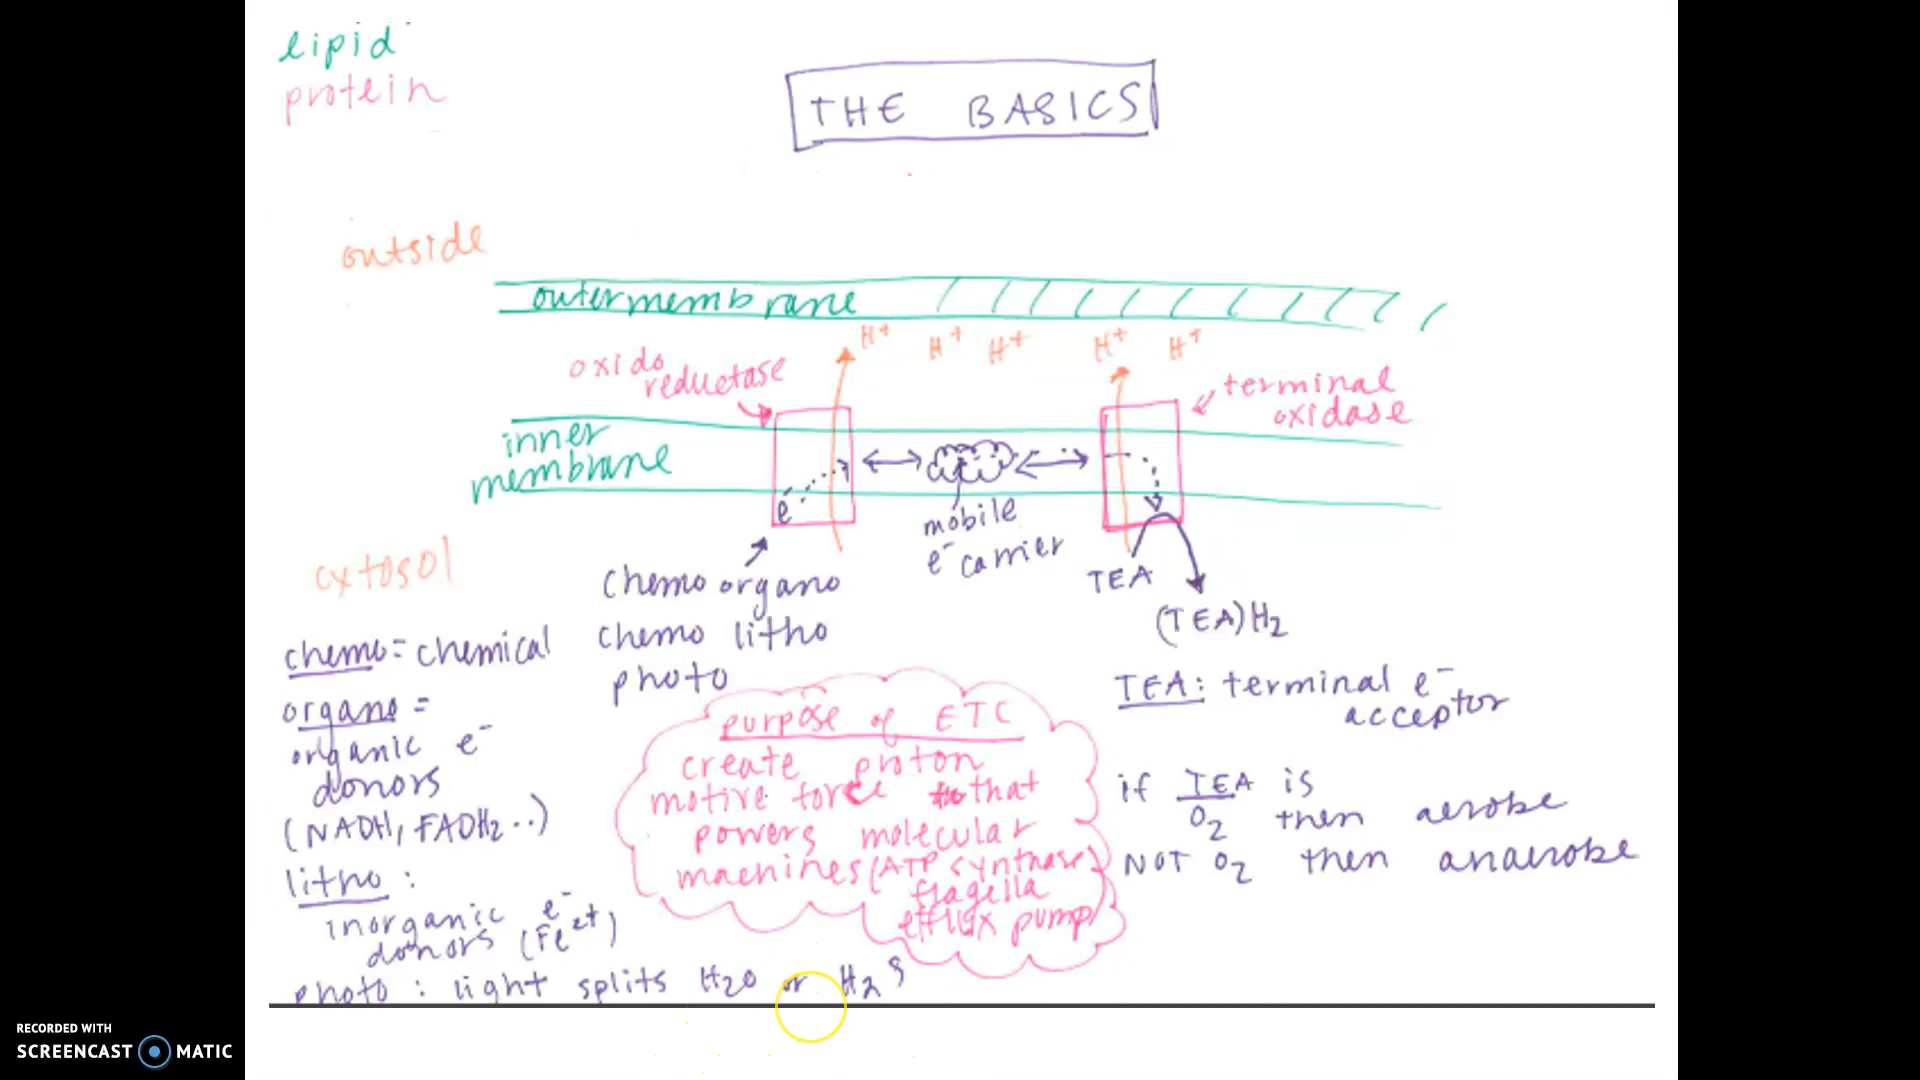 lipid
protein
THE BASICS
outside
outermembrane
H+ H+ H+ H+ H+
oxido
reductase
terminal
oxidase
inner
membrane
e-
mobile
e- carrier
TEA
(TEA)H2
cytosol
chemo organo
chemo litho
photo
chemo = chemical
organo =
organic e-
donors
(NADH, FADH2..)
litho :
inorganic e-
donors (Fe2+)
photo : light splits H2O or H2S
purpose of ETC
create proton
motive force that
powers molecular
machines (ATP synthase)
flagella
efflux pump)
TEA: terminal e-
acceptor
if TEA is
O2 then aerobe
NOT O2 then anaerobe
RECORDED WITH
SCREENCAST MATIC